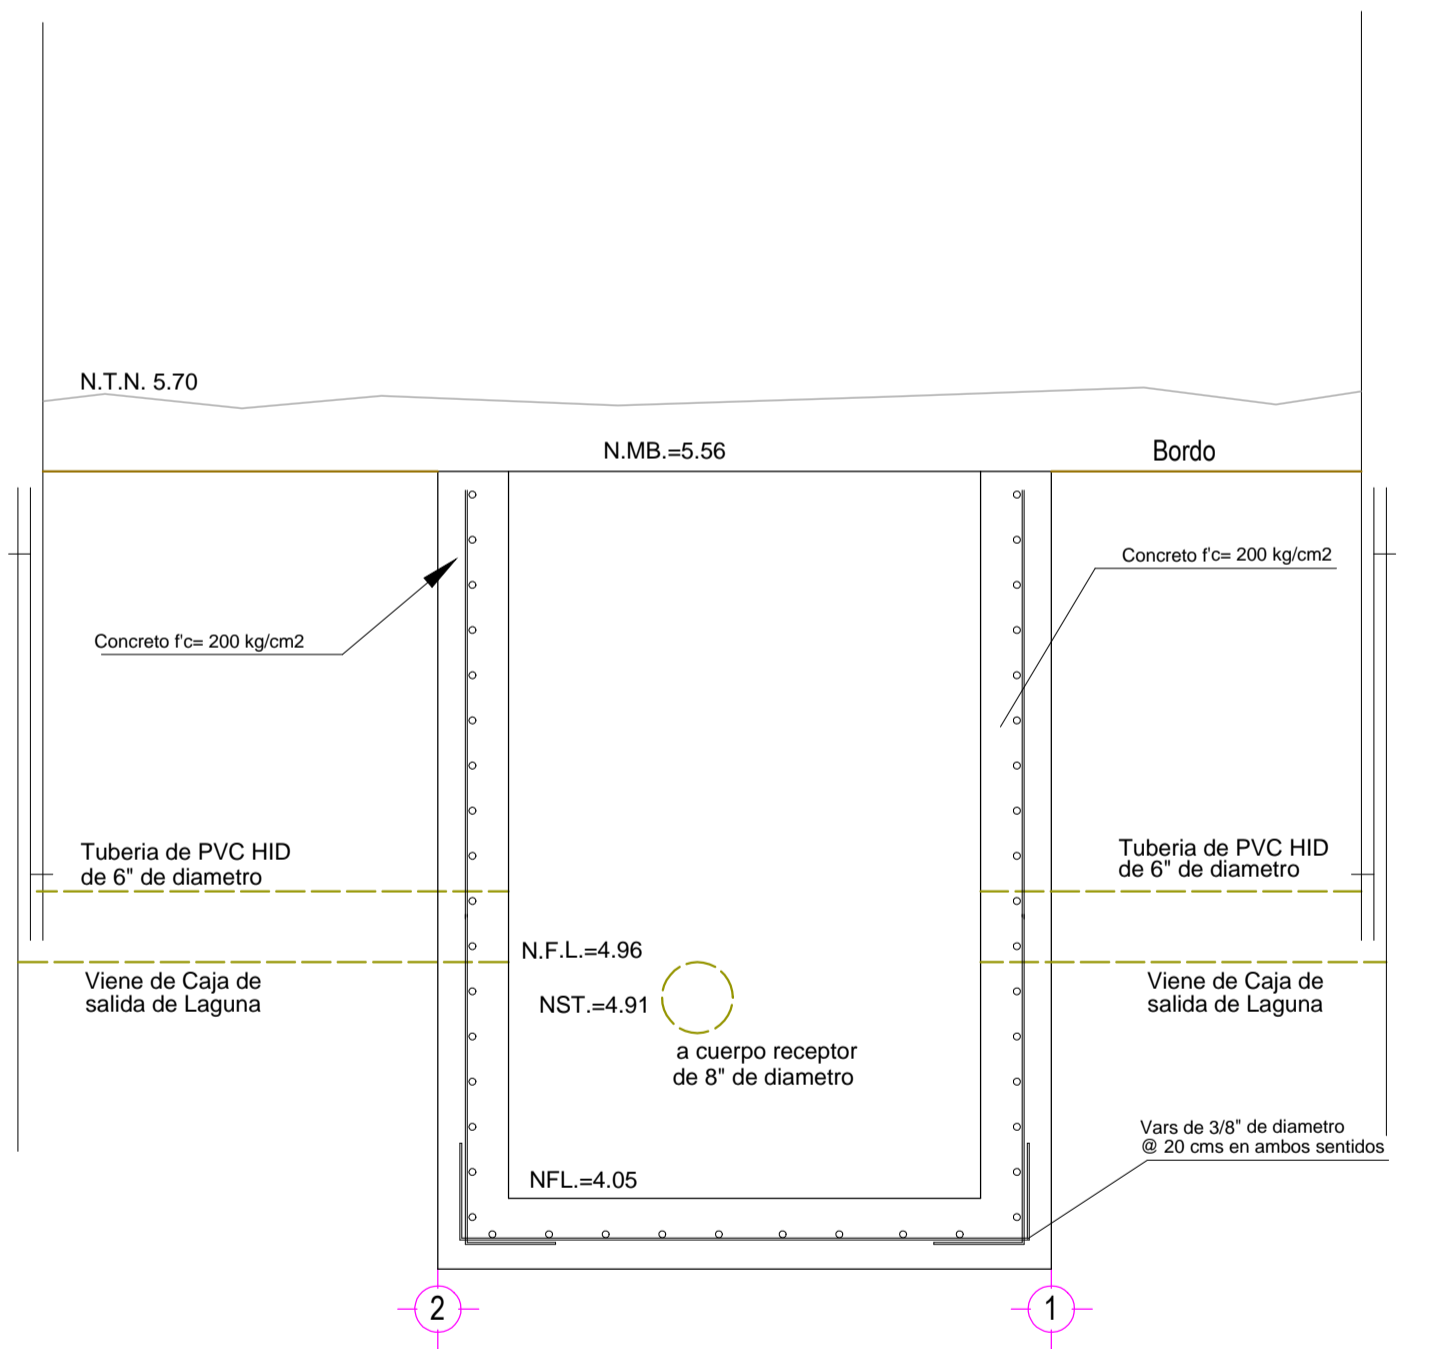 N.T.N. 5.70
N.MB.=5.56
Bordo
Concreto f'c= 200 kg/cm2
Concreto f'c= 200 kg/cm2
Tuberia de PVC HID
de 6" de diametro
Tuberia de PVC HID
de 6" de diametro
N.F.L.=4.96
Viene de Caja de
salida de Laguna
NST.=4.91
Viene de Caja de
salida de Laguna
a cuerpo receptor
de 8" de diametro
Vars de 3/8" de diametro
@ 20 cms en ambos sentidos
NFL.=4.05
2
1